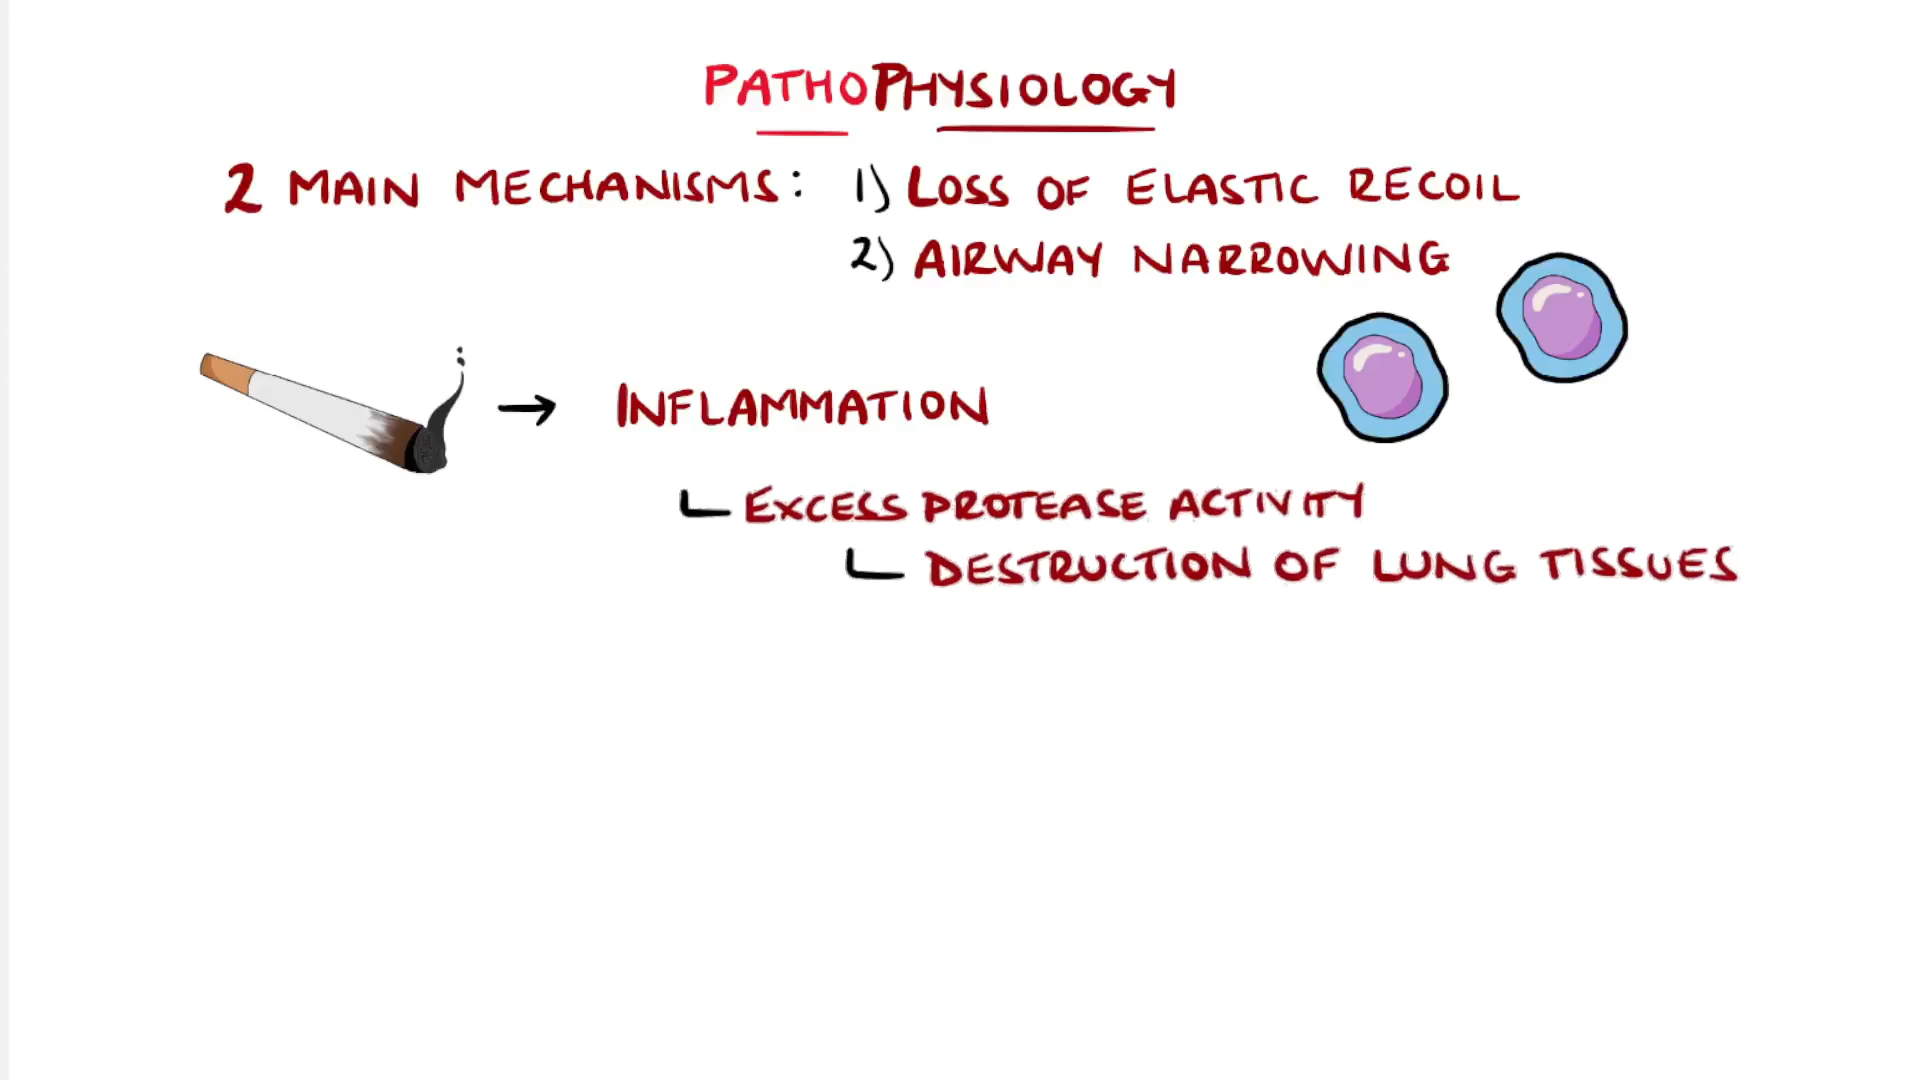 PATHOPHYSIOLOGY
2 MAIN MECHANISMS: 1) LOSS OF ELASTIC RECOIL
2) AIRWAY NARROWING
INFLAMMATION
EXCESS PROTEASE ACTIVITY
DESTRUCTION OF LUNG TISSUES